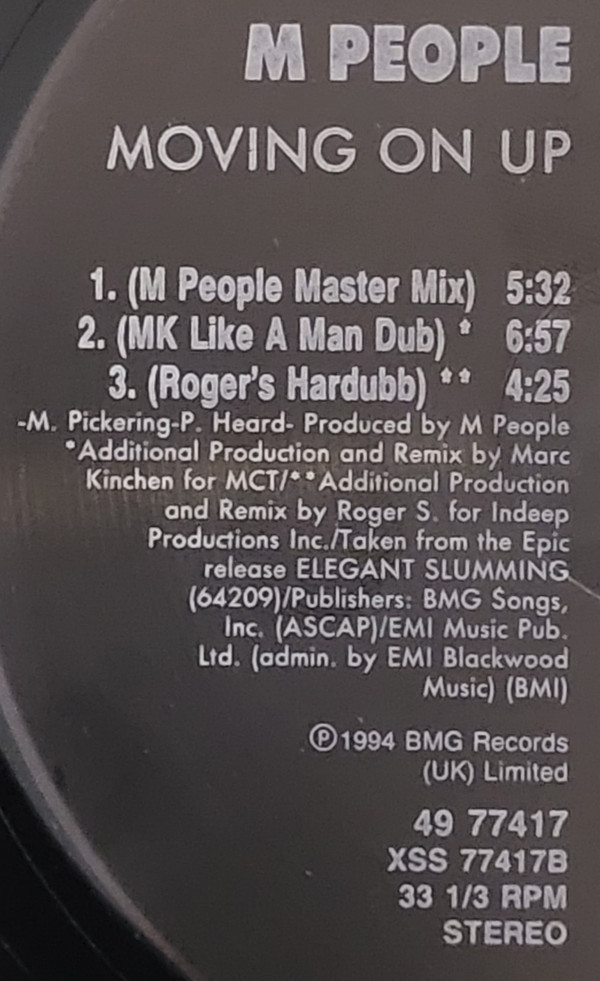 M PEOPLE
MOVING ON UP
1. (M People Master Mix) 5:32
2. (MK Like A Man Dub) * 6:57
3. (Roger's Hardubb) ** 4:25
-M. Pickering-P. Heard- Produced by M People
*Additional Production and Remix by Marc
Kinchen for MCT/**Additional Production
and Remix by Roger S. for Indeep
Productions Inc./Taken from the Epic
release ELEGANT SLUMMING
(64209)/Publishers: BMG Songs,
Inc. (ASCAP)/EMI Music Pub.
Ltd. (admin. by EMI Blackwood
Music) (BMI)
℗1994 BMG Records
(UK) Limited
49 77417
XSS 77417B
33 1/3 RPM
STEREO